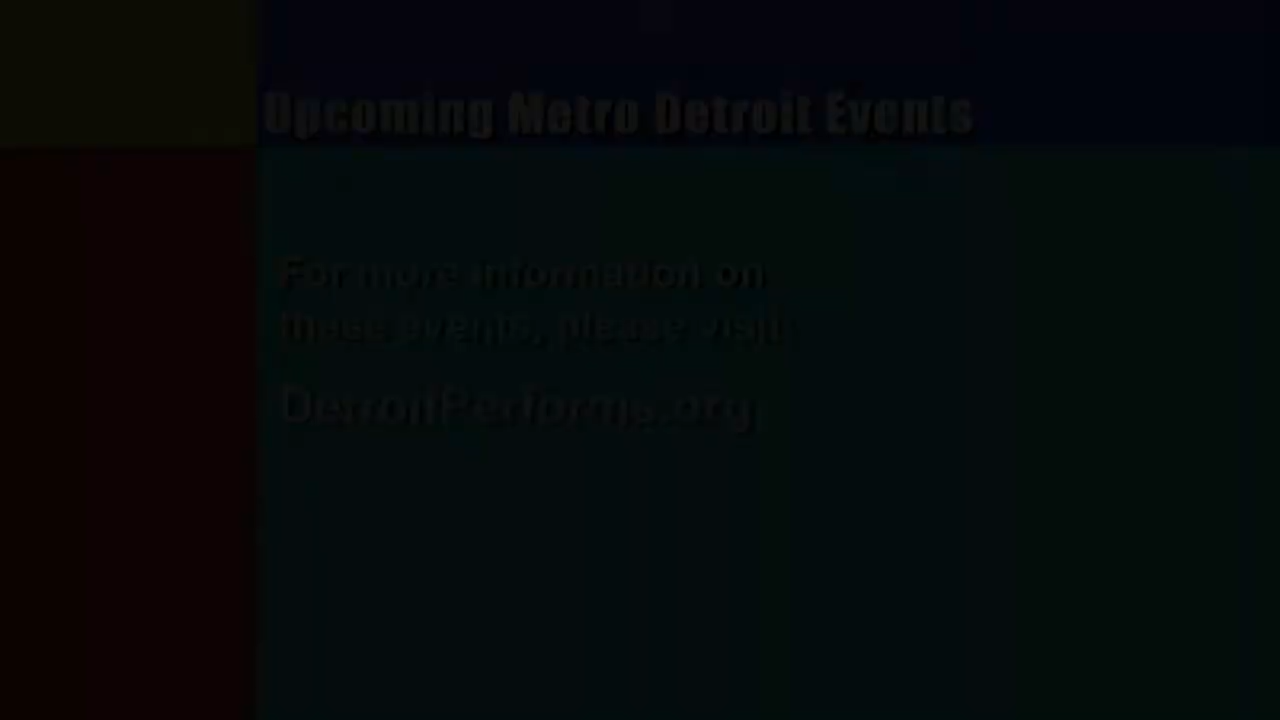 Upcoming Metro Detroit Events
For more information on
these events, please visit
DetroitPerforms.org